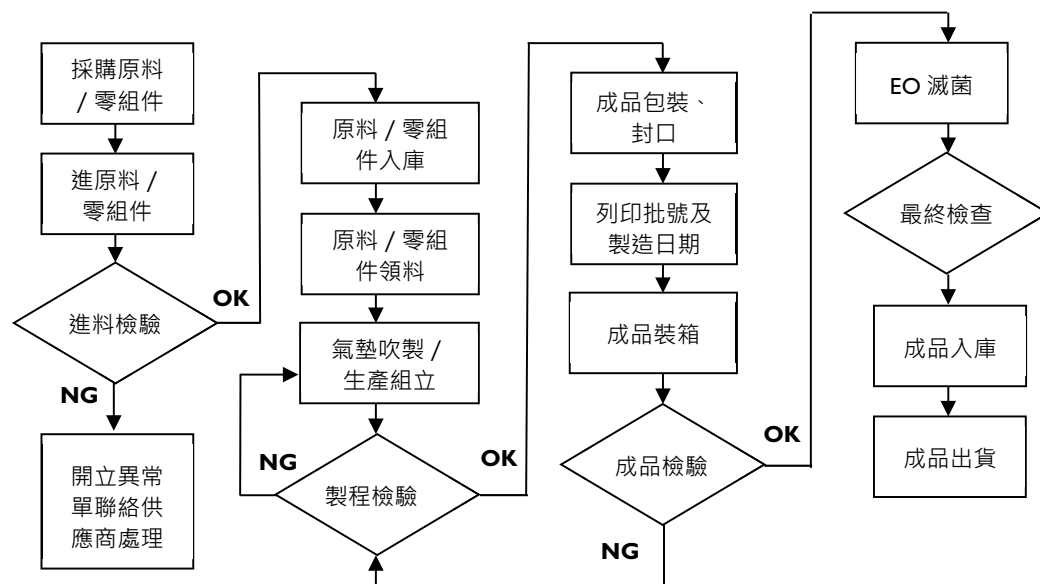 採購原料
/ 零組件
進原料 /
零組件
進料檢驗
OK
NG
開立異常
單聯絡供
應商處理
原料 / 零組
件入庫
原料 / 零組
件領料
氣墊吹製 /
生產組立
NG
製程檢驗
OK
成品包裝、
封口
列印批號及
製造日期
成品裝箱
成品檢驗
OK
NG
EO 滅菌
最終檢查
成品入庫
成品出貨